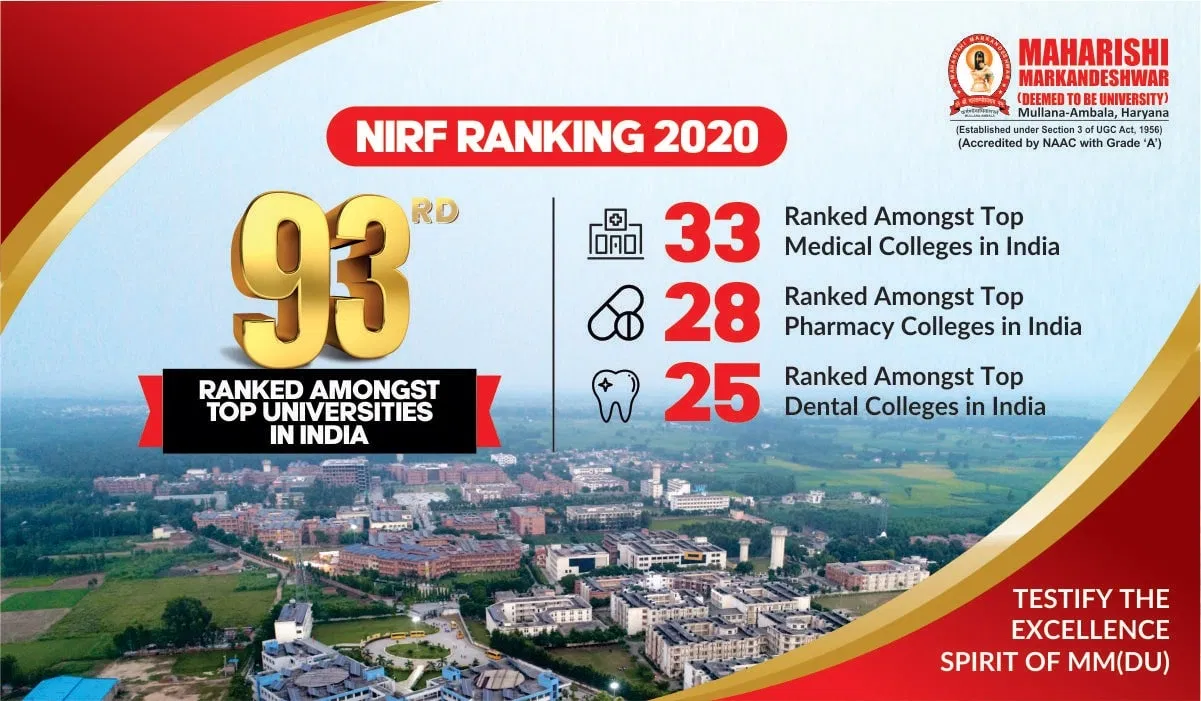 MAHARISHI
MARKANDESHWAR
(DEEMED TO BE UNIVERSITY)
Mullana-Ambala, Haryana
(Established under Section 3 of UGC Act, 1956)
(Accredited by NAAC with Grade ‘A’)
NIRF RANKING 2020
93RD
RANKED AMONGST
TOP UNIVERSITIES
IN INDIA
33
Ranked Amongst Top
Medical Colleges in India
28
Ranked Amongst Top
Pharmacy Colleges in India
25
Ranked Amongst Top
Dental Colleges in India
TESTIFY THE
EXCELLENCE
SPIRIT OF MM(DU)